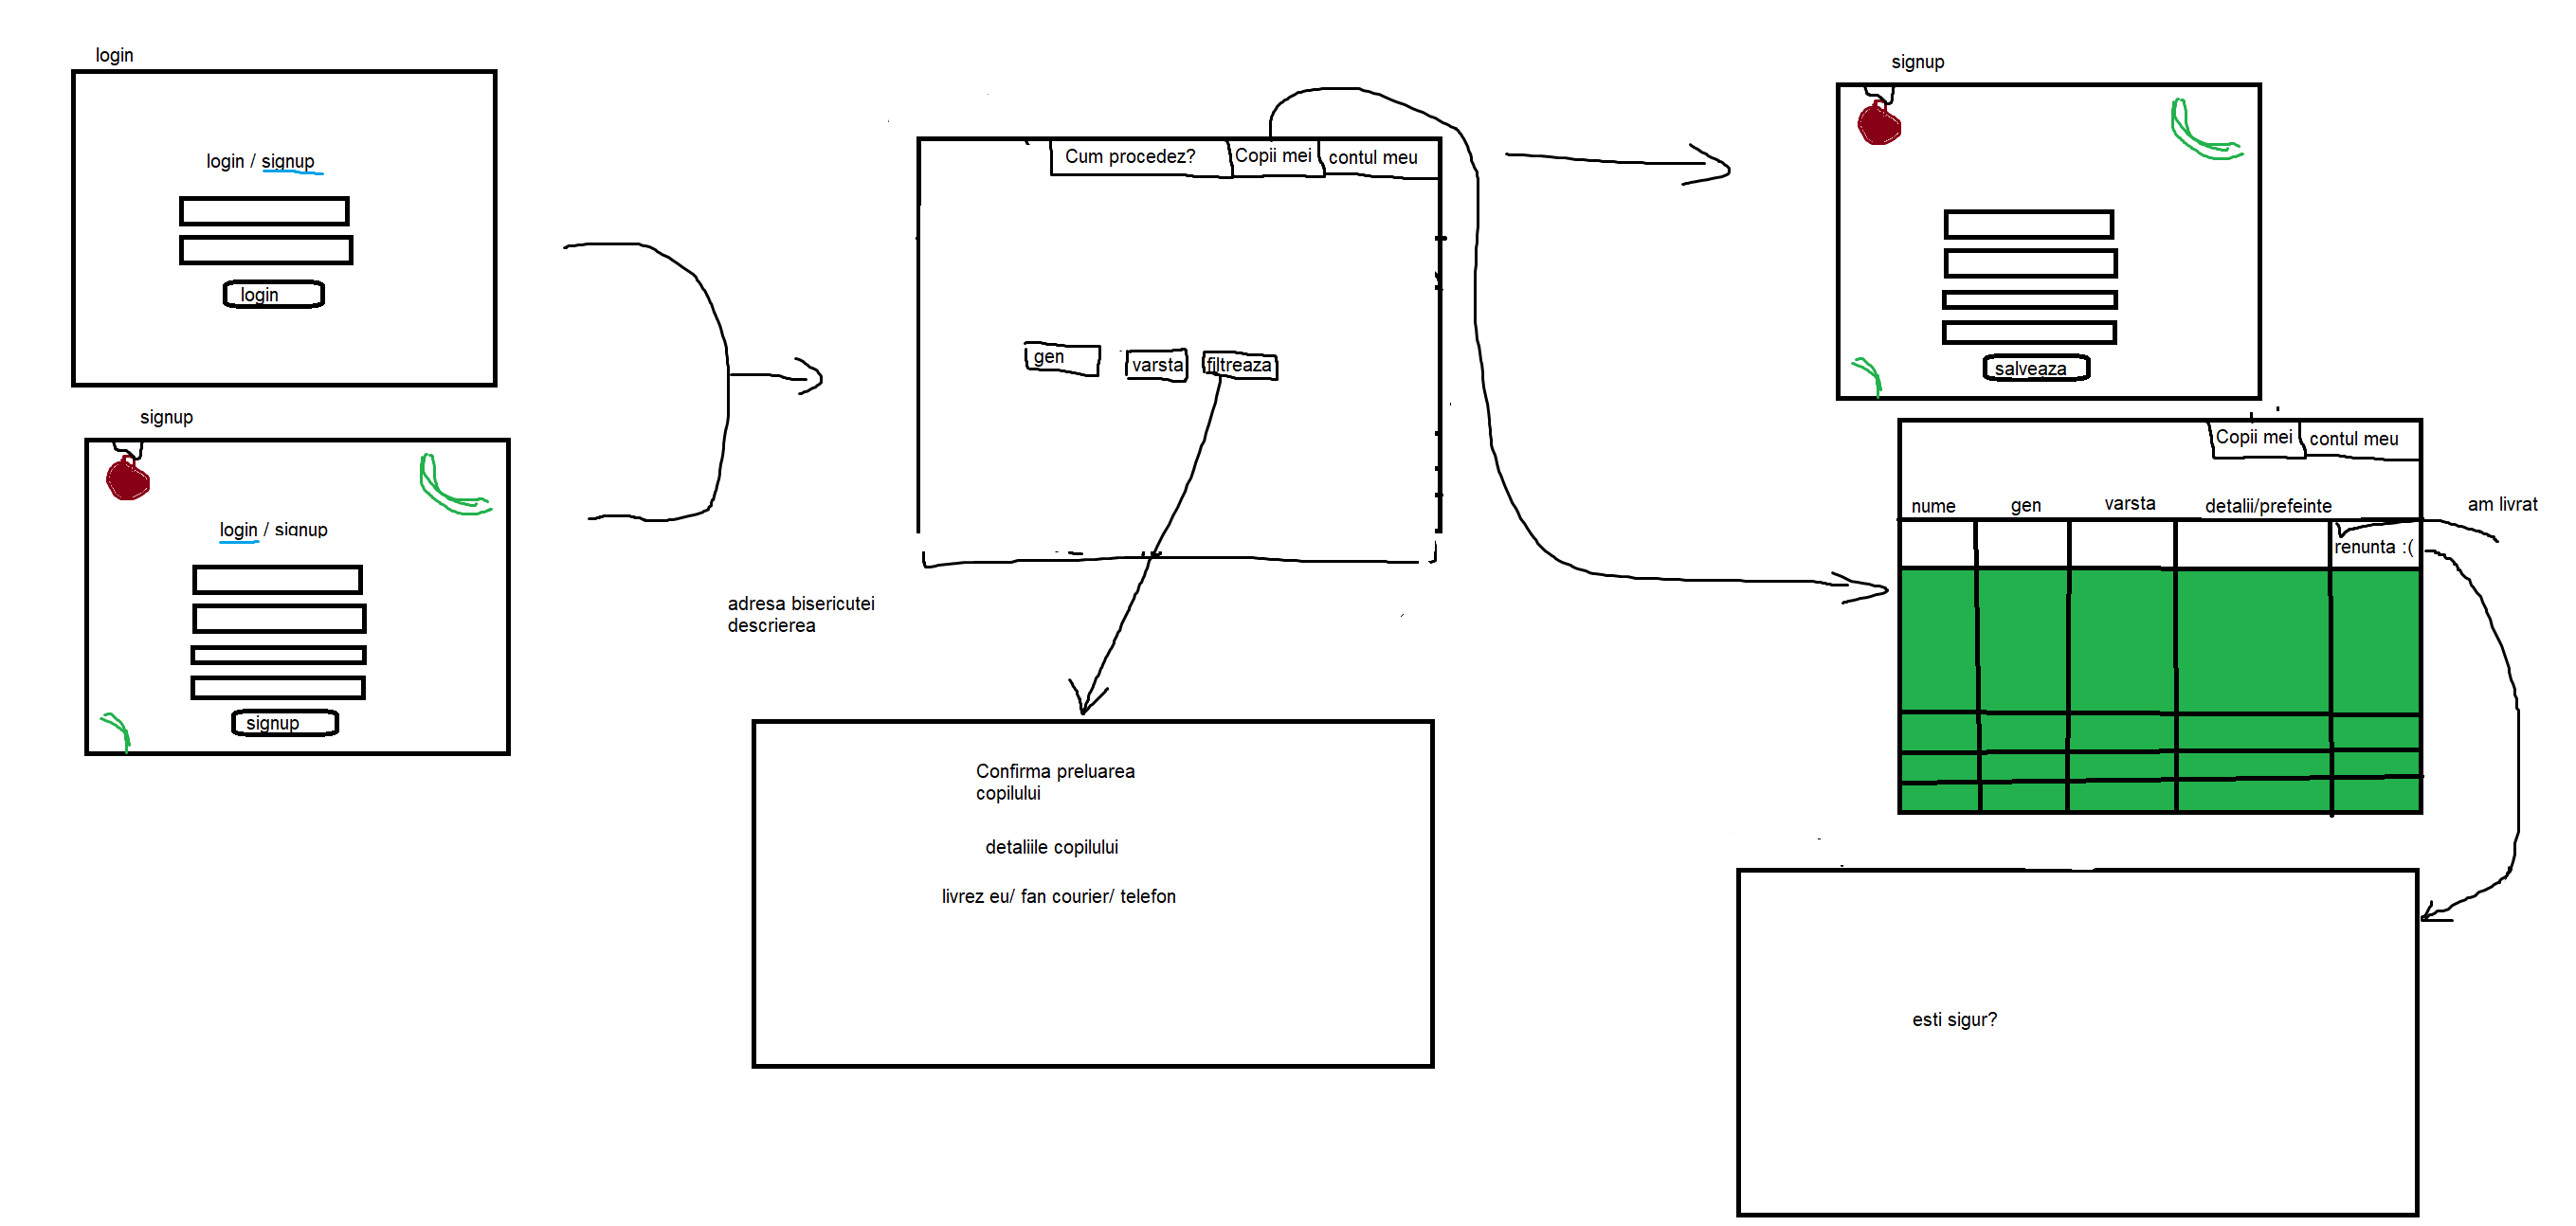 login
login / signup
login
signup
login / signup
signup
Cum procedez?
Copii mei
contul meu
gen
varsta
filtreaza
adresa bisericutei
descrierea
Confirma preluarea
copilului
detaliile copilului
livrez eu/ fan courier/ telefon
signup
salveaza
Copii mei
contul meu
nume
gen
varsta
detalii/prefeinte
am livrat
renunta :(
esti sigur?